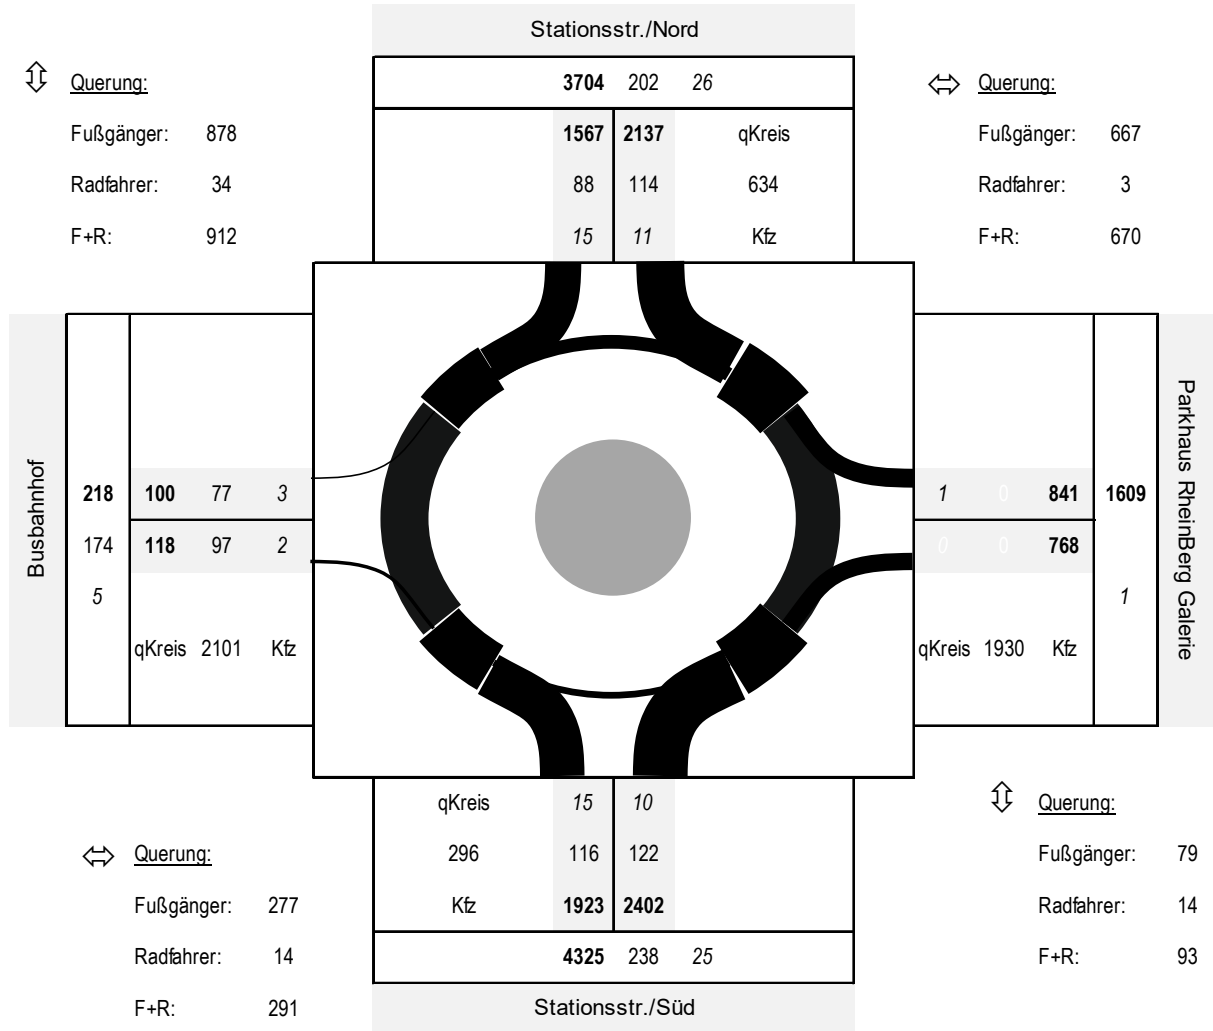 Stationsstr./Nord
3704 202 26
Querung:
Fußgänger: 878
Radfahrer: 34
F+R: 912
1567 2137 qKreis
88 114 634
15 11 Kfz
Querung:
Fußgänger: 667
Radfahrer: 3
F+R: 670
Busbahnhof
218 100 77 3
174 118 97 2
5
qKreis 2101 Kfz
1 0 841 1609
0 0 768
1
qKreis 1930 Kfz
Parkhaus RheinBerg Galerie
qKreis 15 10
296 116 122
Kfz 1923 2402
4325 238 25
Stationsstr./Süd
Querung:
Fußgänger: 277
Radfahrer: 14
F+R: 291
Querung:
Fußgänger: 79
Radfahrer: 14
F+R: 93